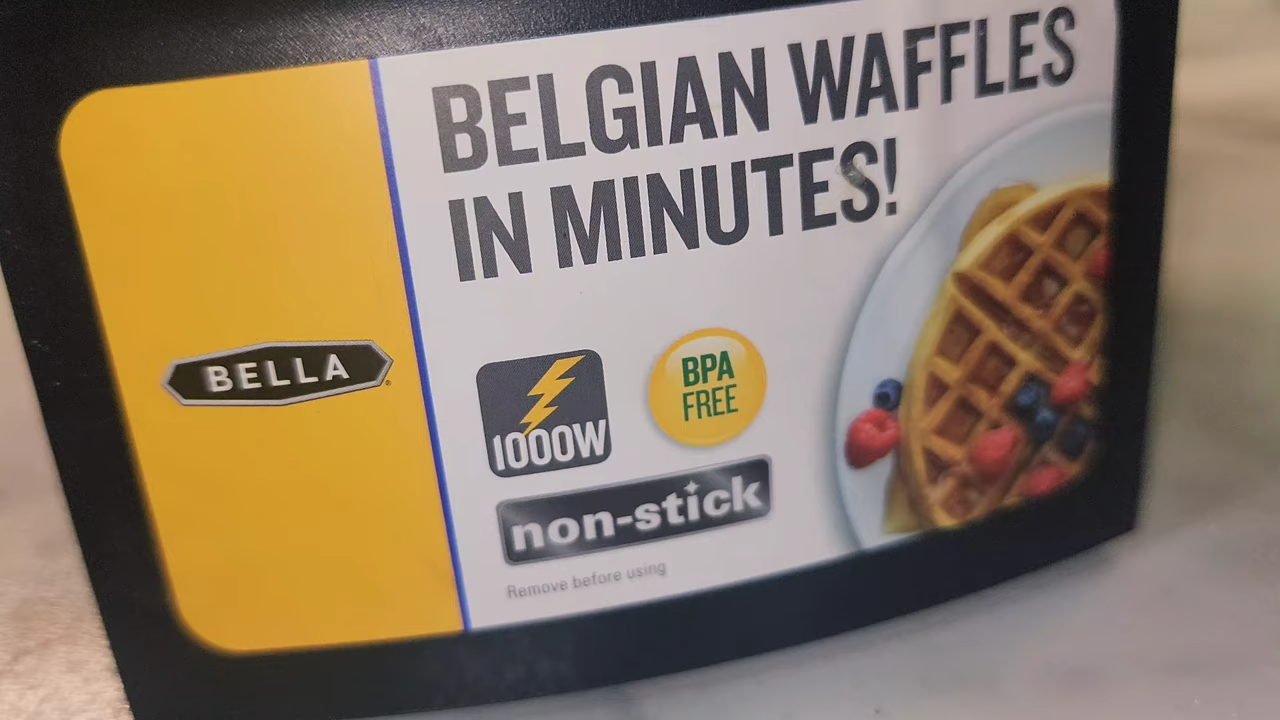 BELGIAN WAFFLES
IN MINUTES!
BELLA
1000W
BPA
FREE
non-stick
Remove before using